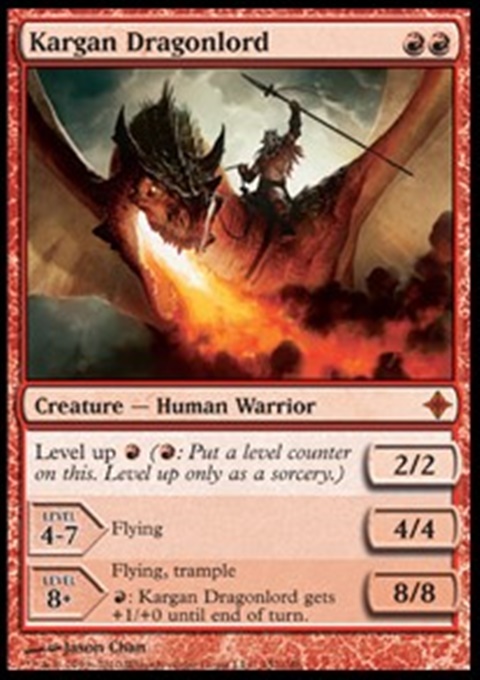 Kargan Dragonlord
Creature — Human Warrior
Level up (: Put a level counter
on this. Level up only as a sorcery.)
2/2
LEVEL
4-7
Flying
4/4
LEVEL
8+
Flying, trample
: Kargan Dragonlord gets
+1/+0 until end of turn.
8/8
Jason Chan